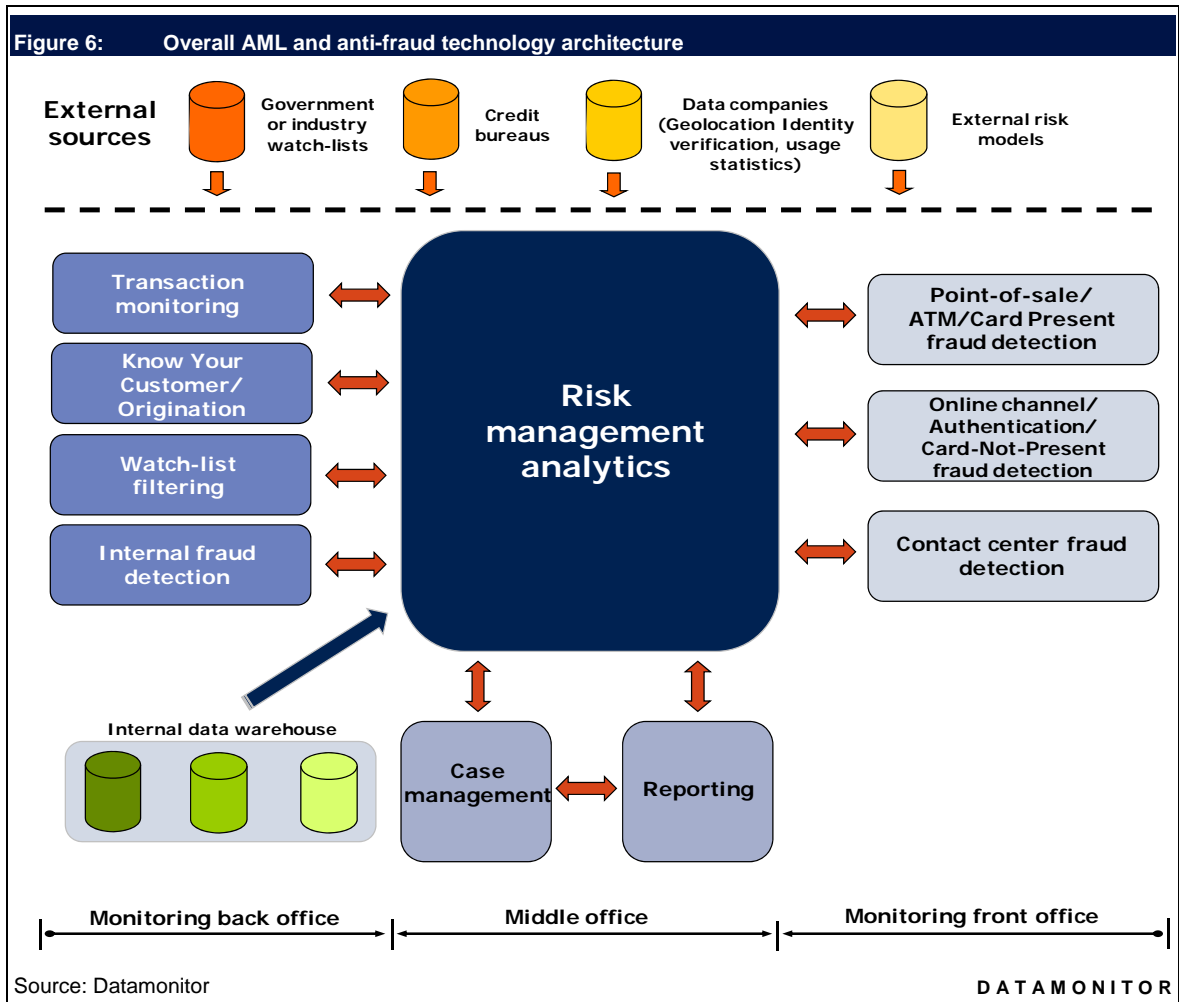 Figure 6: Overall AML and anti-fraud technology architecture
External
sources
Government
or industry
watch-lists
Credit
bureaus
Data companies
(Geolocation Identity
verification, usage
statistics)
External risk
models
Transaction
monitoring
Know Your
Customer/
Origination
Watch-list
filtering
Internal fraud
detection
Risk
management
analytics
Point-of-sale/
ATM/Card Present
fraud detection
Online channel/
Authentication/
Card-Not-Present
fraud detection
Contact center fraud
detection
Internal data warehouse
Case
management
Reporting
Monitoring back office
Middle office
Monitoring front office
Source: Datamonitor
DATAMONITOR